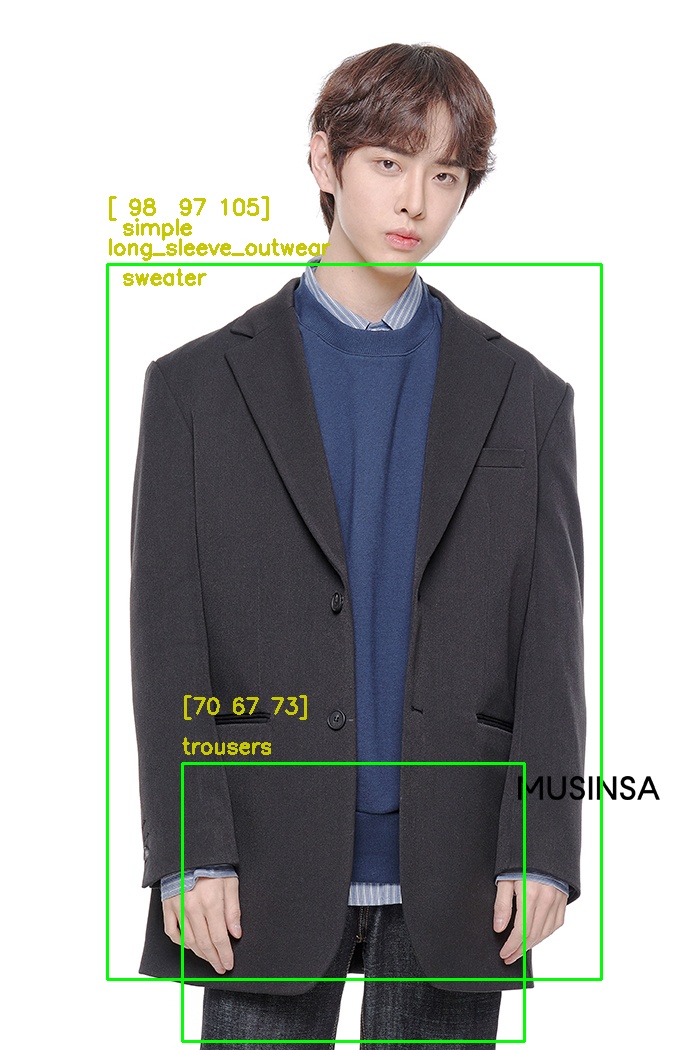 [ 98  97 105]
simple
long_sleeve_outwear
sweater
[70 67 73]
trousers
MUSINSA